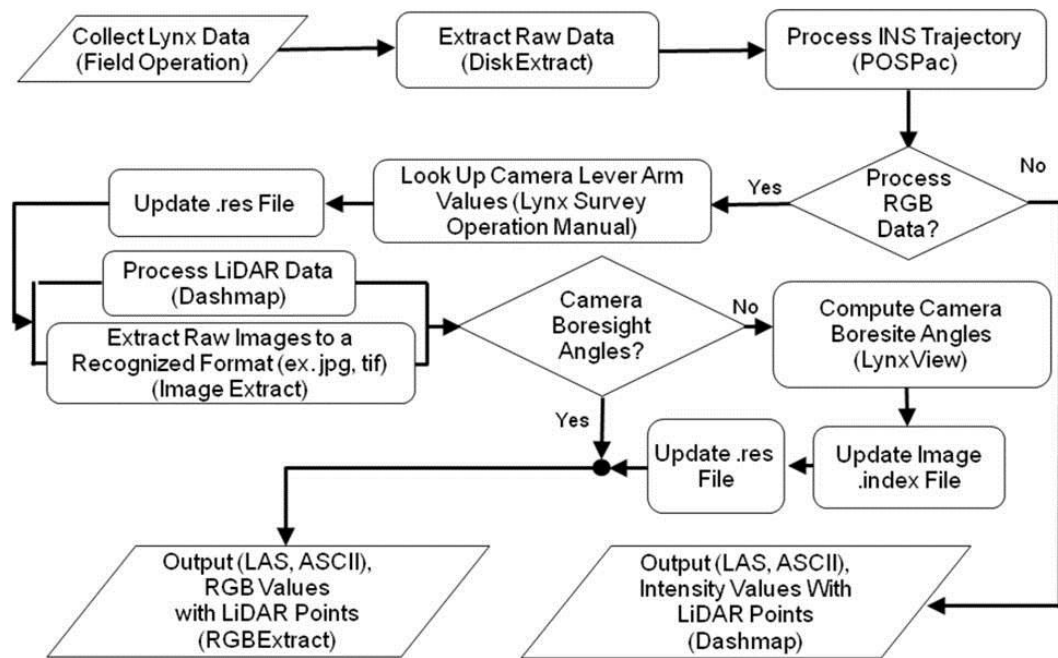 Collect Lynx Data
(Field Operation)
Extract Raw Data
(DiskExtract)
Process INS Trajectory
(POSPac)
Process
RGB
Data?
No
Yes
Look Up Camera Lever Arm
Values (Lynx Survey
Operation Manual)
Update .res File
Process LiDAR Data
(Dashmap)
Extract Raw Images to a
Recognized Format (ex. jpg, tif)
(Image Extract)
Camera
Boresight
Angles?
No
Compute Camera
Boresite Angles
(LynxView)
Yes
Update .res
File
Update Image
.index File
Output (LAS, ASCII),
RGB Values
with LiDAR Points
(RGBExtract)
Output (LAS, ASCII),
Intensity Values With
LiDAR Points
(Dashmap)